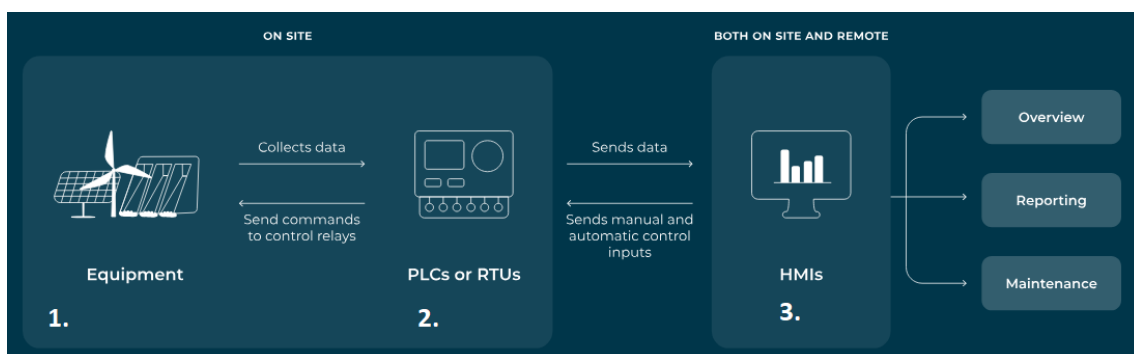 ON SITE
BOTH ON SITE AND REMOTE
Collects data
Send commands
to control relays
Equipment
1.
PLCs or RTUs
2.
Sends data
Sends manual and
automatic control
inputs
HMIs
3.
Overview
Reporting
Maintenance